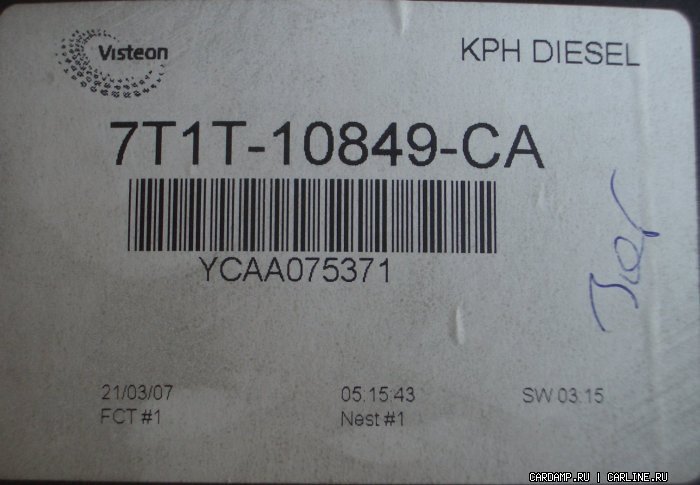 Visteon
KPH DIESEL
7T1T-10849-CA
YCAA075371
21/03/07 05:15:43 SW 03:15
FCT #1 Nest #1
CARDAMP.RU | CARLINE.RU